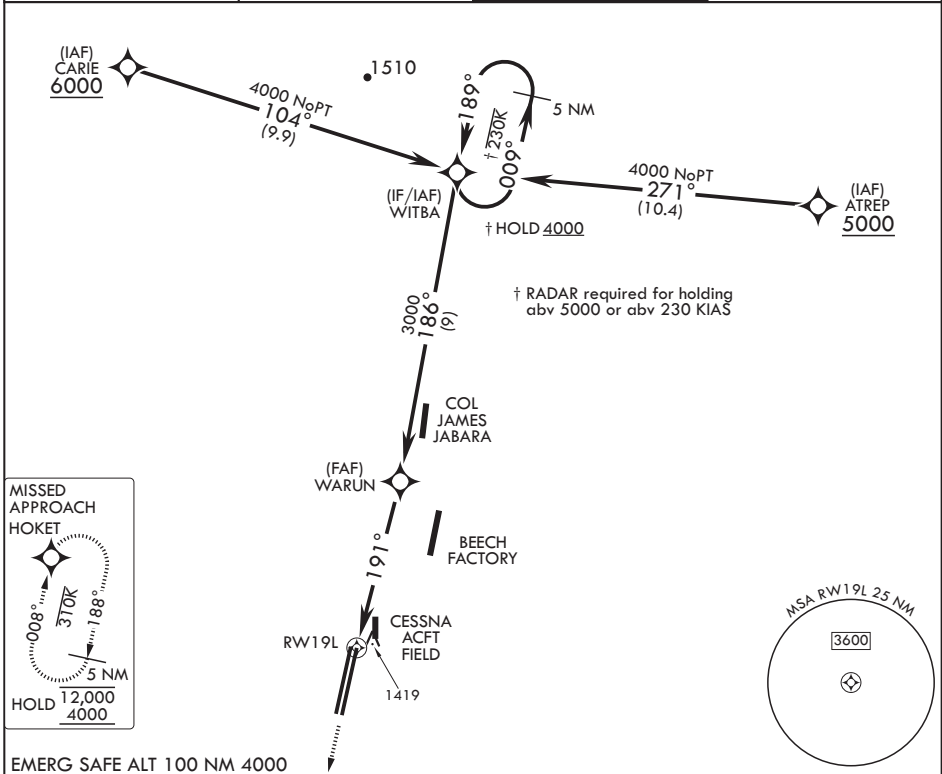 (IAF)
CARIE
6000
1510
4000 NoPT
104°
(9.9)
189°
† 230K
009°
5 NM
(IF/IAF)
WITBA
† HOLD 4000
4000 NoPT
271°
(10.4)
(IAF)
ATREP
5000
† RADAR required for holding
abv 5000 or abv 230 KIAS
3000
186°
(9)
COL
JAMES
JABARA
(FAF)
WARUN
BEECH
FACTORY
191°
RW19L
CESSNA
ACFT
FIELD
1419
MISSED
APPROACH
HOKET
008°
310K
188°
5 NM
HOLD 12,000
4000
MSA RW19L 25 NM
3600
EMERG SAFE ALT 100 NM 4000